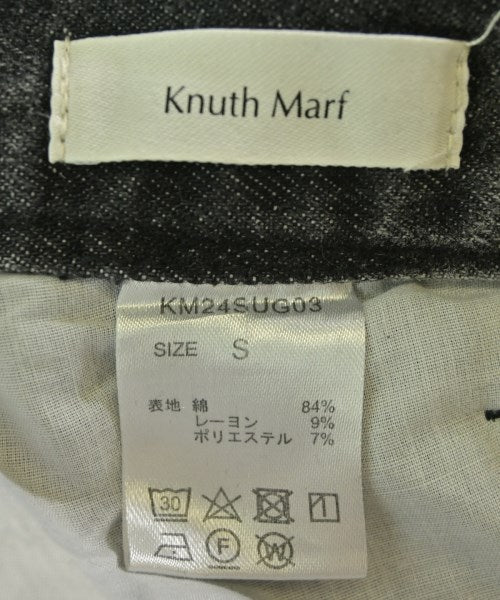 Knuth Marf
KM24SUG03
SIZE S
表地 綿 84%
レーヨン 9%
ポリエステル 7%
30
F
W